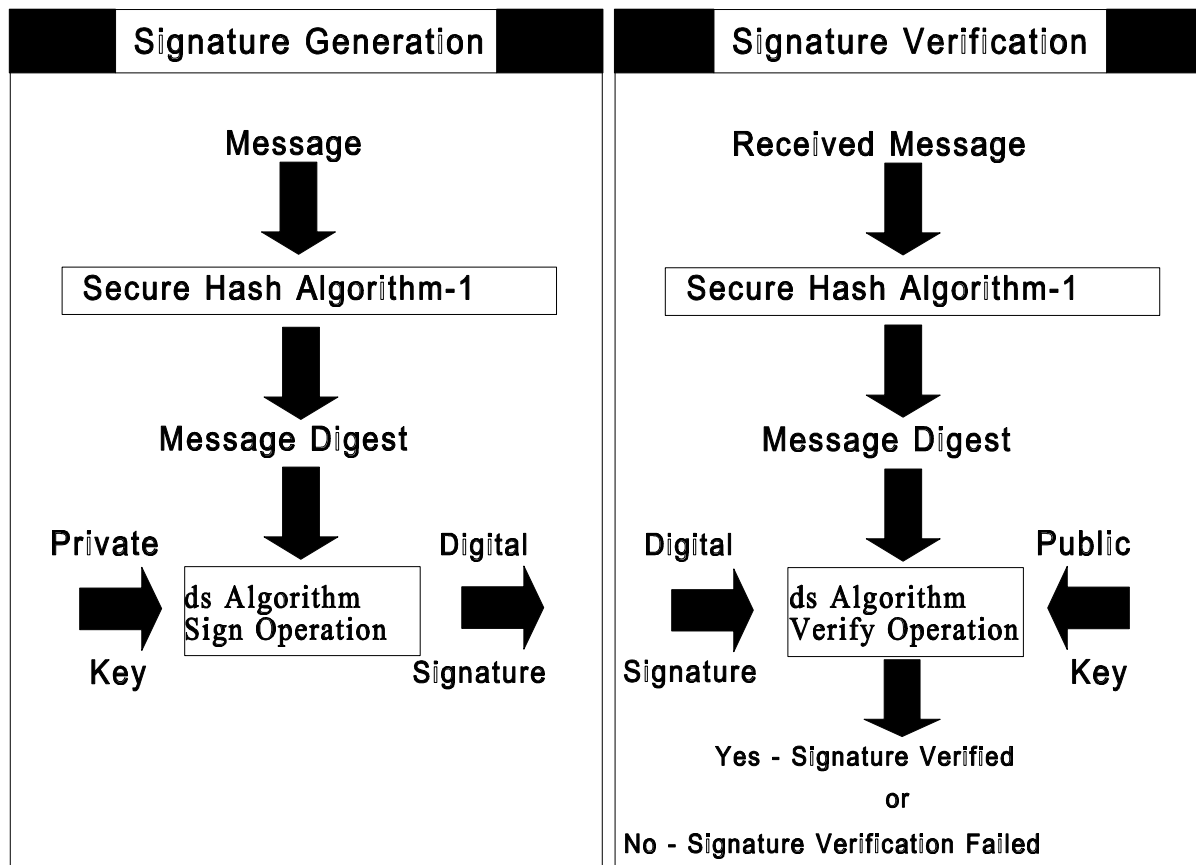 Signature Generation
Message
Secure Hash Algorithm-1
Message Digest
Private
Key
ds Algorithm
Sign Operation
Digital
Signature
Signature Verification
Received Message
Secure Hash Algorithm-1
Message Digest
Digital
Signature
ds Algorithm
Verify Operation
Public
Key
Yes - Signature Verified
or
No - Signature Verification Failed